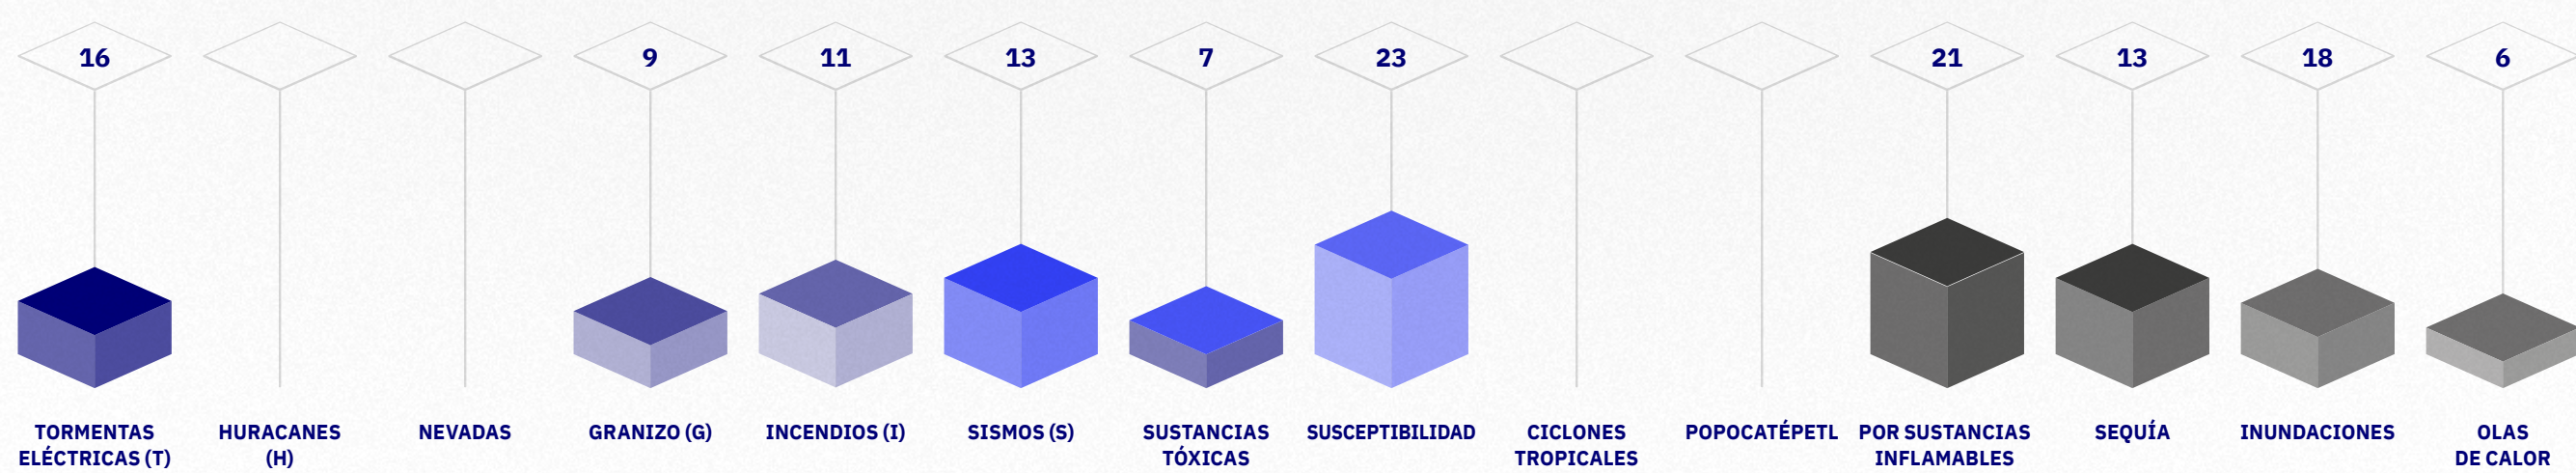 16 9 11 13 7 23 21 13 18 6
TORMENTAS
ELÉCTRICAS (T)
HURACANES
(H)
NEVADAS
GRANIZO (G)
INCENDIOS (I)
SISMOS (S)
SUSTANCIAS
TÓXICAS
SUSCEPTIBILIDAD
CICLONES
TROPICALES
POPOCATÉPETL
POR SUSTANCIAS
INFLAMABLES
SEQUÍA
INUNDACIONES
OLAS
DE CALOR